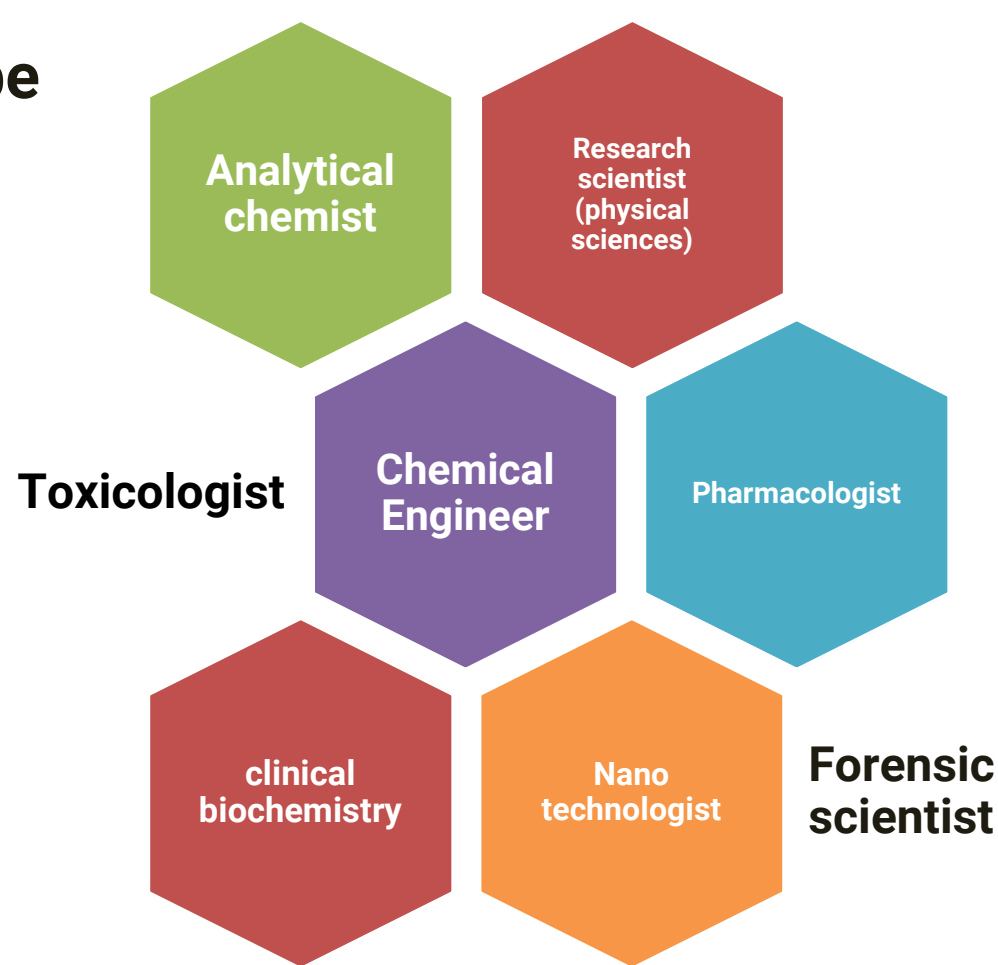 Analytical
chemist
Research
scientist
(physical
sciences)
Toxicologist
Chemical
Engineer
Pharmacologist
clinical
biochemistry
Nano
technologist
Forensic
scientist